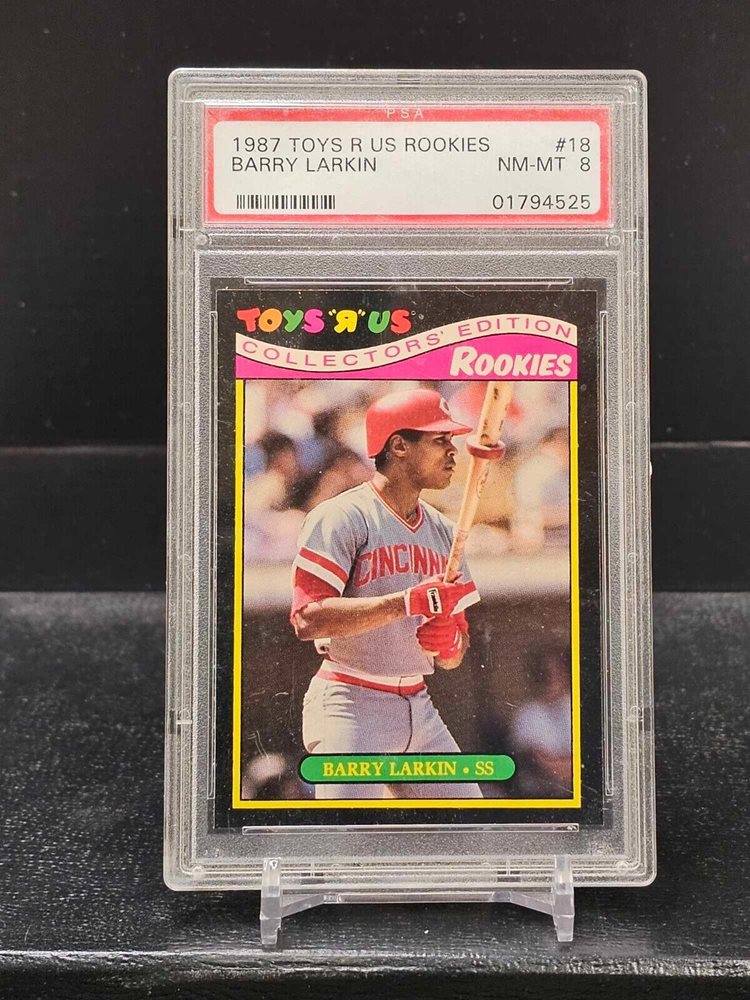 PSA
1987 TOYS R US ROOKIES #18
BARRY LARKIN NM-MT 8
01794525
TOYS "Я" US
COLLECTORS' EDITION
ROOKIES
CINCINN
BARRY LARKIN • SS